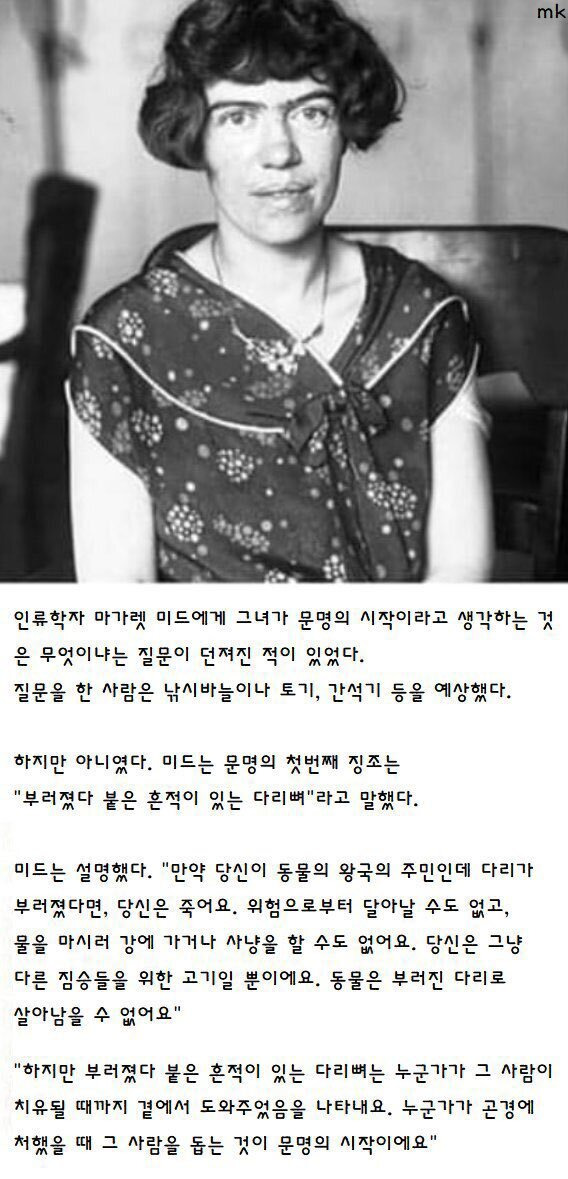 mk
인류학자 마가렛 미드에게 그녀가 문명의 시작이라고 생각하는 것
은 무엇이냐는 질문이 던져진 적이 있었다.
질문을 한 사람은 낚시바늘이나 토기, 간석기 등을 예상했다.
하지만 아니였다. 미드는 문명의 첫번째 징조는
"부러졌다 붙은 흔적이 있는 다리뼈"라고 말했다.
미드는 설명했다. "만약 당신이 동물의 왕국의 주민인데 다리가
부러졌다면, 당신은 죽어요. 위험으로부터 달아날 수도 없고,
물을 마시러 강에 가거나 사냥을 할 수도 없어요. 당신은 그냥
다른 짐승들을 위한 고기일 뿐이에요. 동물은 부러진 다리로
살아남을 수 없어요"
"하지만 부러졌다 붙은 흔적이 있는 다리뼈는 누군가가 그 사람이
치유될 때까지 곁에서 도와주었음을 나타내요. 누군가가 곤경에
처했을 때 그 사람을 돕는 것이 문명의 시작이에요"